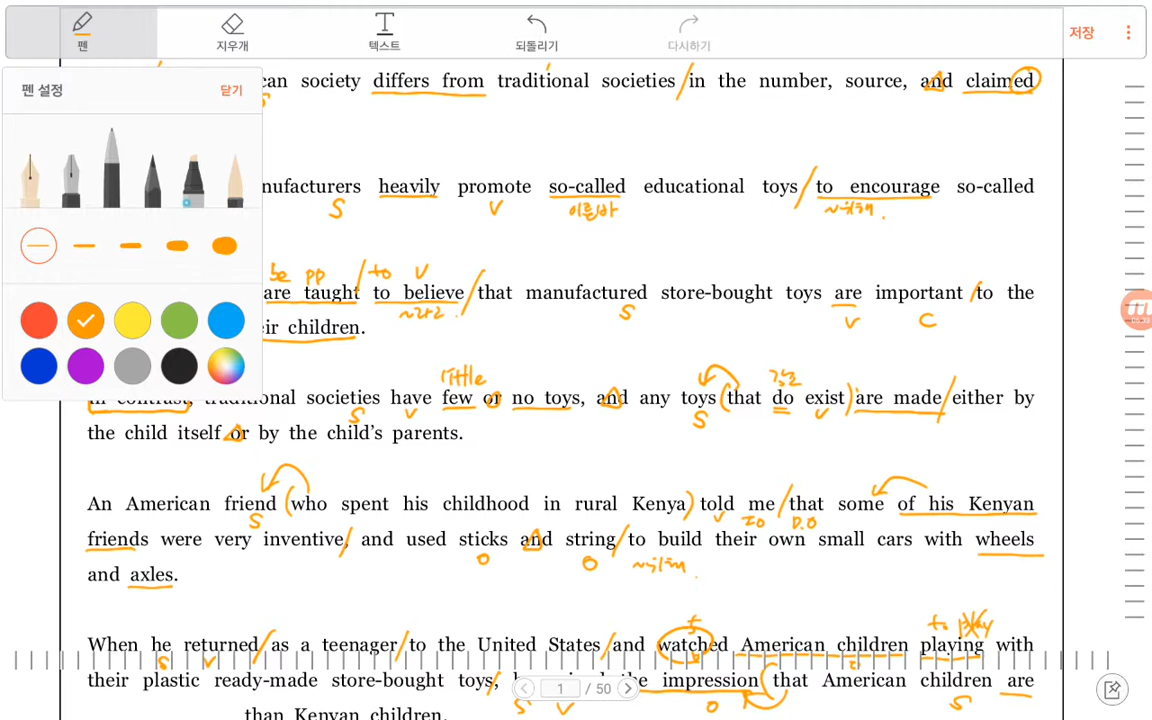 펜 지우개 텍스트 되돌리기 다시하기 저장
펜 설정 닫기
can society differs from traditional societies / in the number, source, and claimed
S
nufacturers heavily promote so-called educational toys / to encourage so-called
S V 이른바 ~위해.
be pp / to V
are taught to believe / that manufactured store-bought toys are important / to the
S V C
eir children.
little 강조
In contrast, traditional societies have few or no toys, and any toys (that do exist) are made / either by
S V S V
the child itself or by the child's parents.
An American friend (who spent his childhood in rural Kenya) told me / that some of his Kenyan
S V IO D.O
friends were very inventive, / and used sticks and string / to build their own small cars with wheels
O O ~위해.
and axles.
to play
When he returned / as a teenager / to the United States / and watched American children playing with
S V
their plastic ready-made store-bought toys, / the impression (that American children are
1 / 50
S V O S
than Kenyan children.